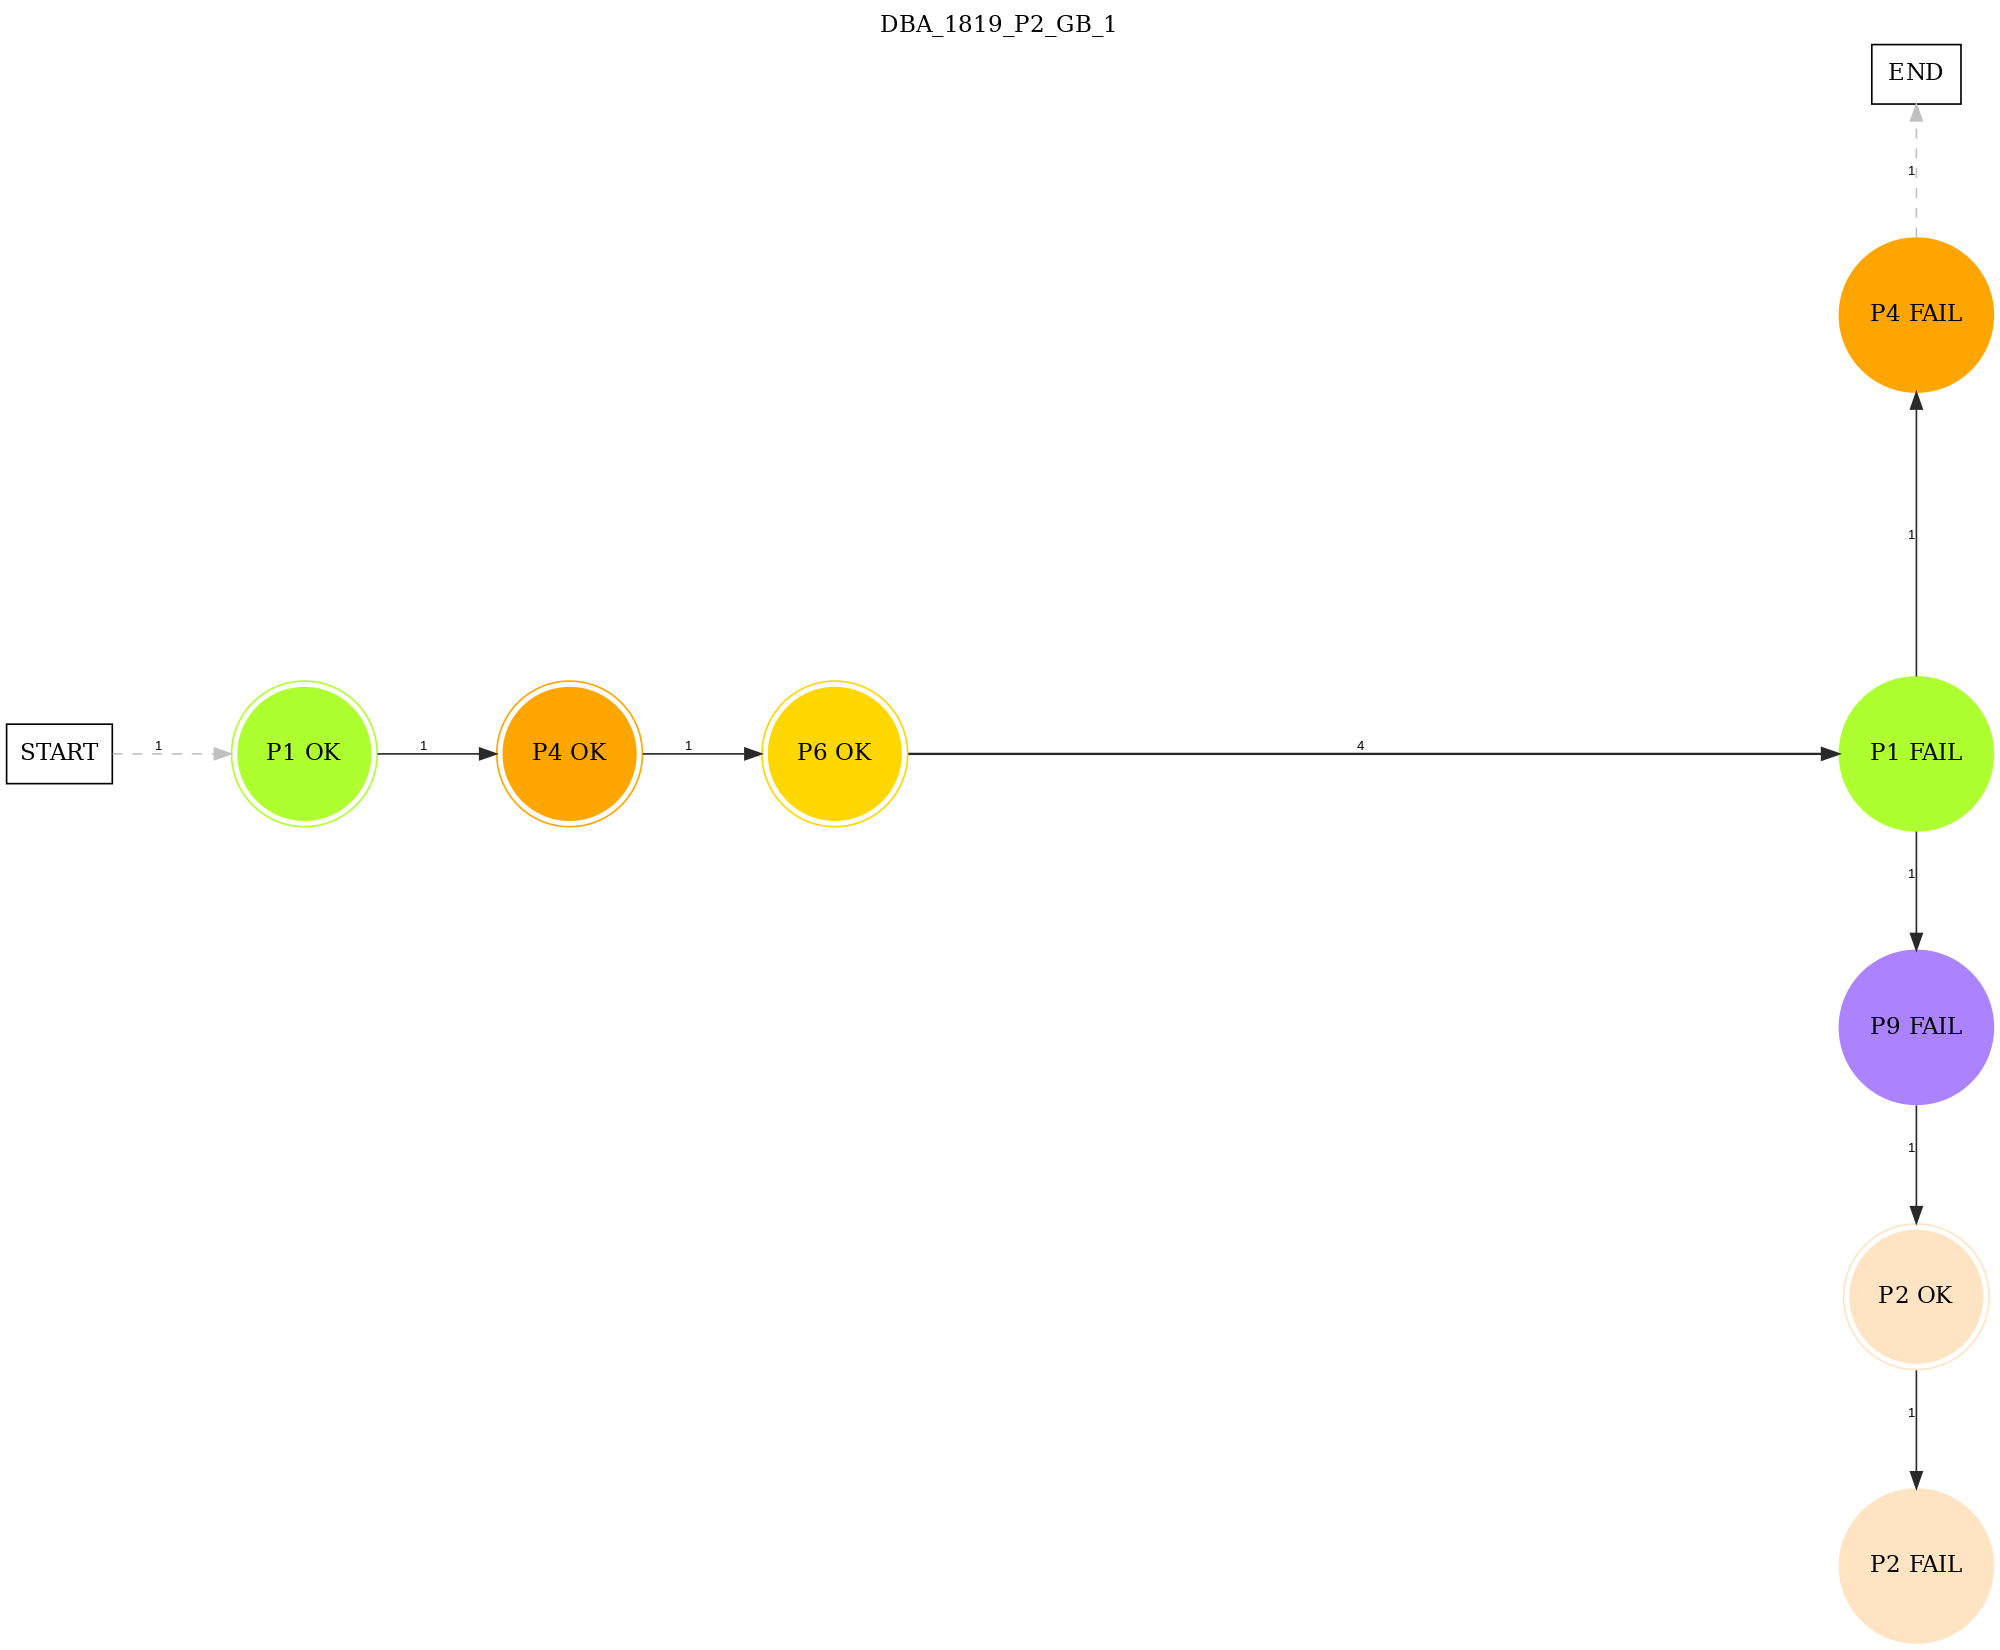 DBA_1819_P2_GB_1
END
1
P4 FAIL
1
START
1
P1 OK
1
P4 OK
1
P6 OK
4
P1 FAIL
1
P9 FAIL
1
P2 OK
1
P2 FAIL